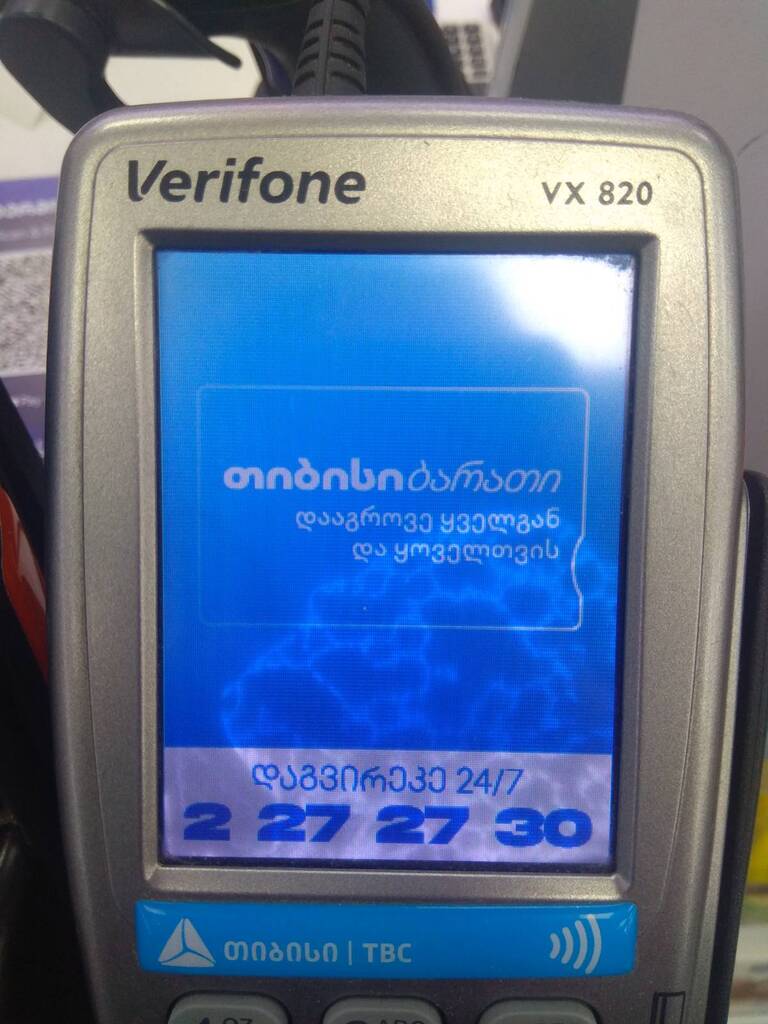 Verifone
VX 820
თიბისიბარათი
დააგროვე ყველგან
და ყოველთვის
დაგვირეკე 24/7
2 27 27 30
თიბისი | TBC